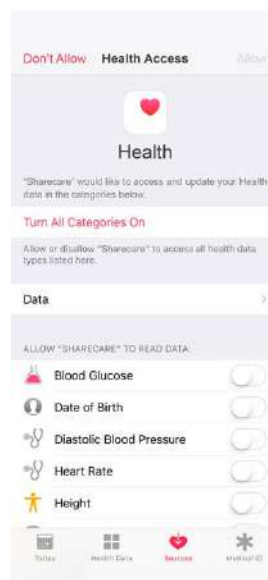 Don't Allow Health Access Allow
Health
"Sharecare" would like to access and update your Health
data in the categories below.
Turn All Categories On
Allow or disallow "Sharecare" to access all health data
types listed here.
Data
ALLOW "SHARECARE" TO READ DATA:
Blood Glucose
Date of Birth
Diastolic Blood Pressure
Heart Rate
Height
Today Health Data Sources Medical ID